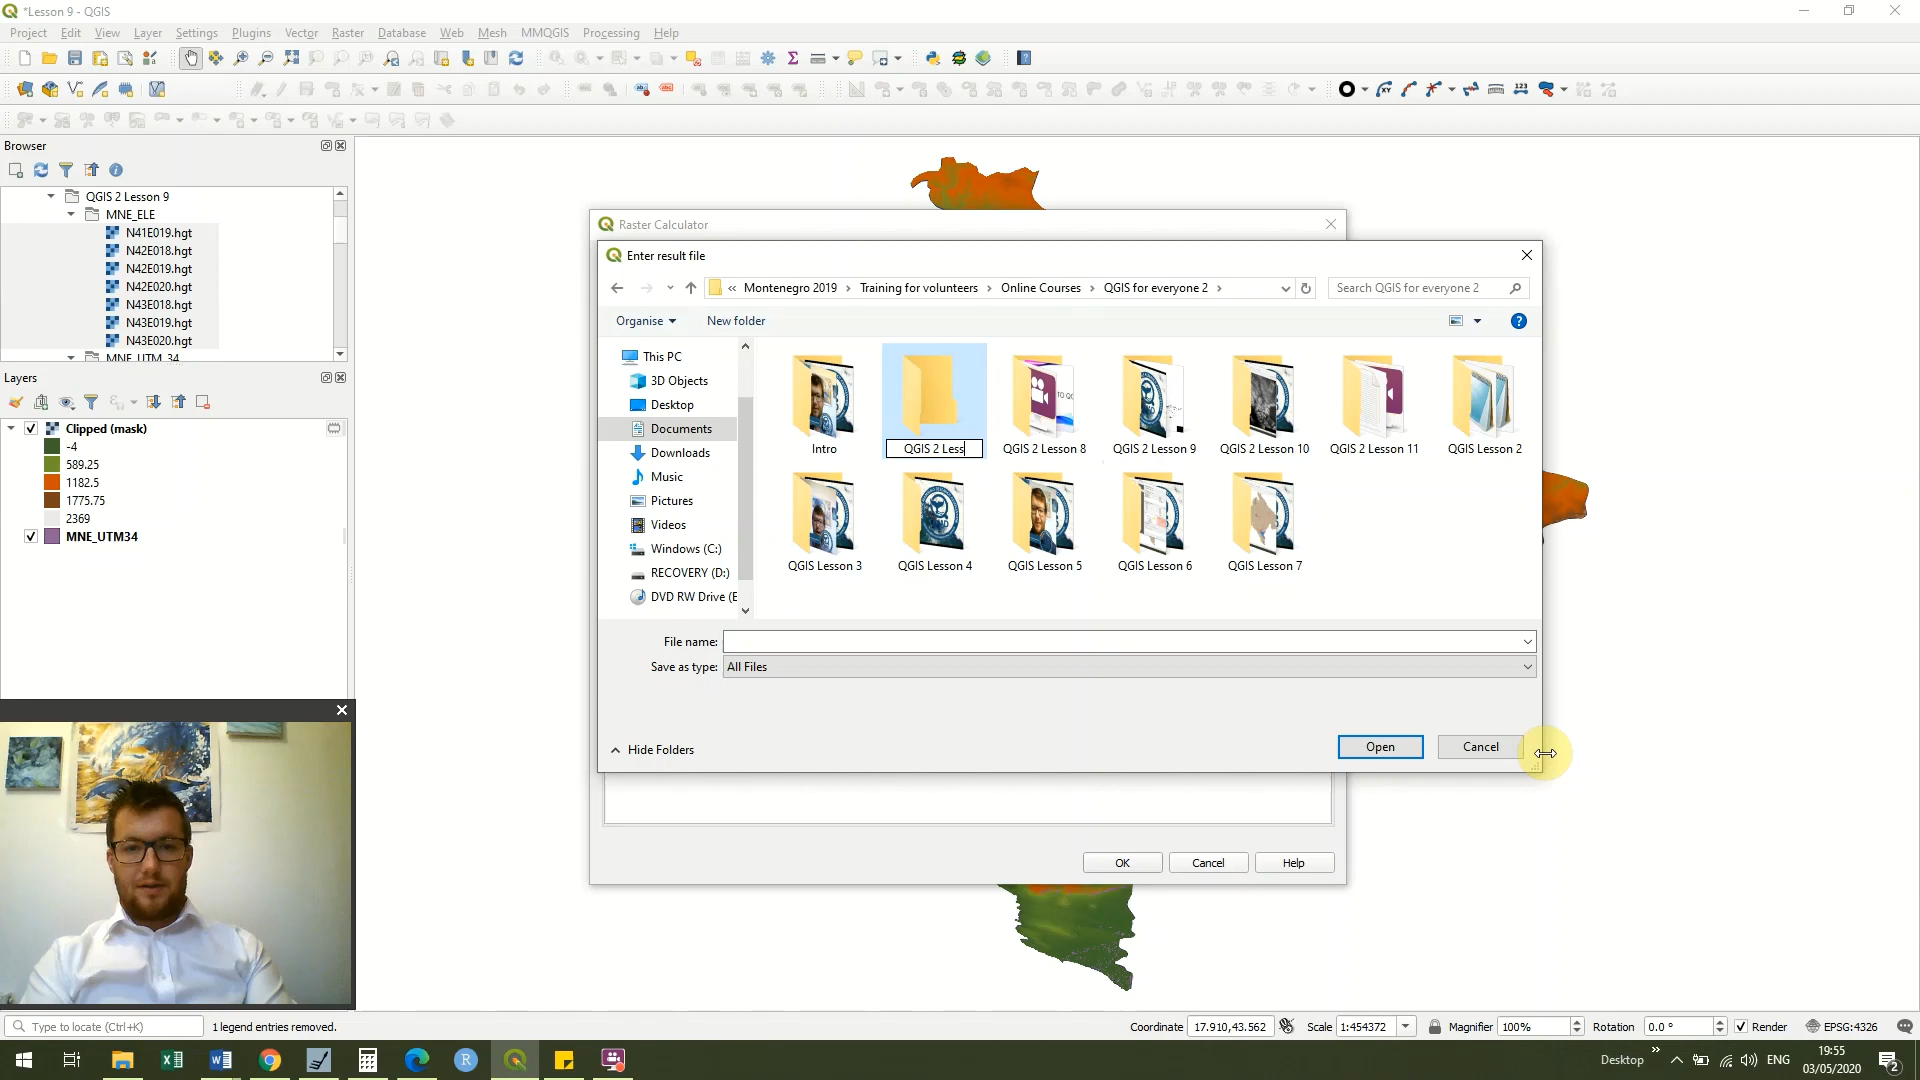 *Lesson 9 - QGIS
Project Edit View Layer Settings Plugins Vector Raster Database Web Mesh MMQGIS Processing Help
Browser
QGIS 2 Lesson 9
MNE_ELE
N41E019.hgt
N42E018.hgt
N42E019.hgt
N42E020.hgt
N43E018.hgt
N43E019.hgt
N43E020.hgt
MNE_UTM_34
Layers
Clipped (mask)
-4
589.25
1182.5
1775.75
2369
MNE_UTM34
Raster Calculator
Enter result file
« Montenegro 2019 › Training for volunteers › Online Courses › QGIS for everyone 2 ›
Search QGIS for everyone 2
Organise New folder
This PC
3D Objects
Desktop
Documents
Downloads
Music
Pictures
Videos
Windows (C:)
RECOVERY (D:)
DVD RW Drive (E
Intro QGIS 2 Less QGIS 2 Lesson 8 QGIS 2 Lesson 9 QGIS 2 Lesson 10 QGIS 2 Lesson 11 QGIS Lesson 2
QGIS Lesson 3 QGIS Lesson 4 QGIS Lesson 5 QGIS Lesson 6 QGIS Lesson 7
File name:
Save as type: All Files
Hide Folders
Open Cancel
OK Cancel Help
Type to locate (Ctrl+K) 1 legend entries removed. Coordinate 17.910,43.562 Scale 1:454372 Magnifier 100% Rotation 0.0 ° Render EPSG:4326
Desktop » ENG 19:55
03/05/2020 2